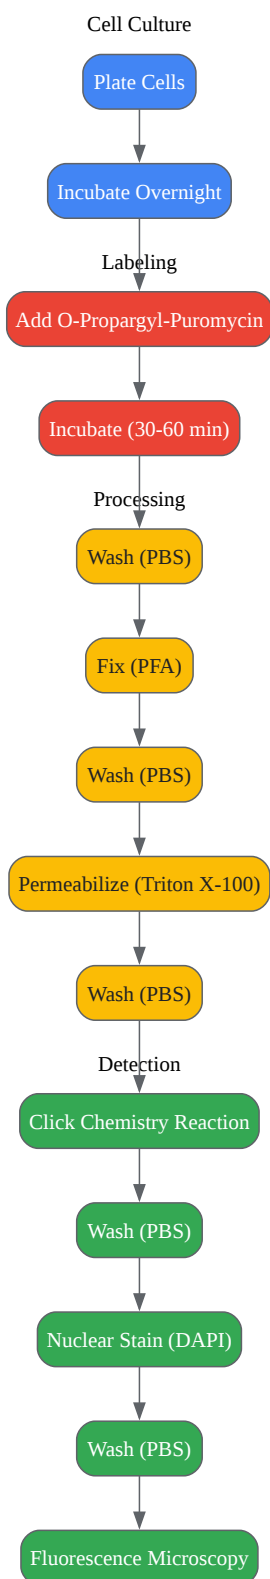 Cell Culture
Plate Cells
Incubate Overnight
Labeling
Add O-Propargyl-Puromycin
Incubate (30-60 min)
Processing
Wash (PBS)
Fix (PFA)
Wash (PBS)
Permeabilize (Triton X-100)
Wash (PBS)
Detection
Click Chemistry Reaction
Wash (PBS)
Nuclear Stain (DAPI)
Wash (PBS)
Fluorescence Microscopy